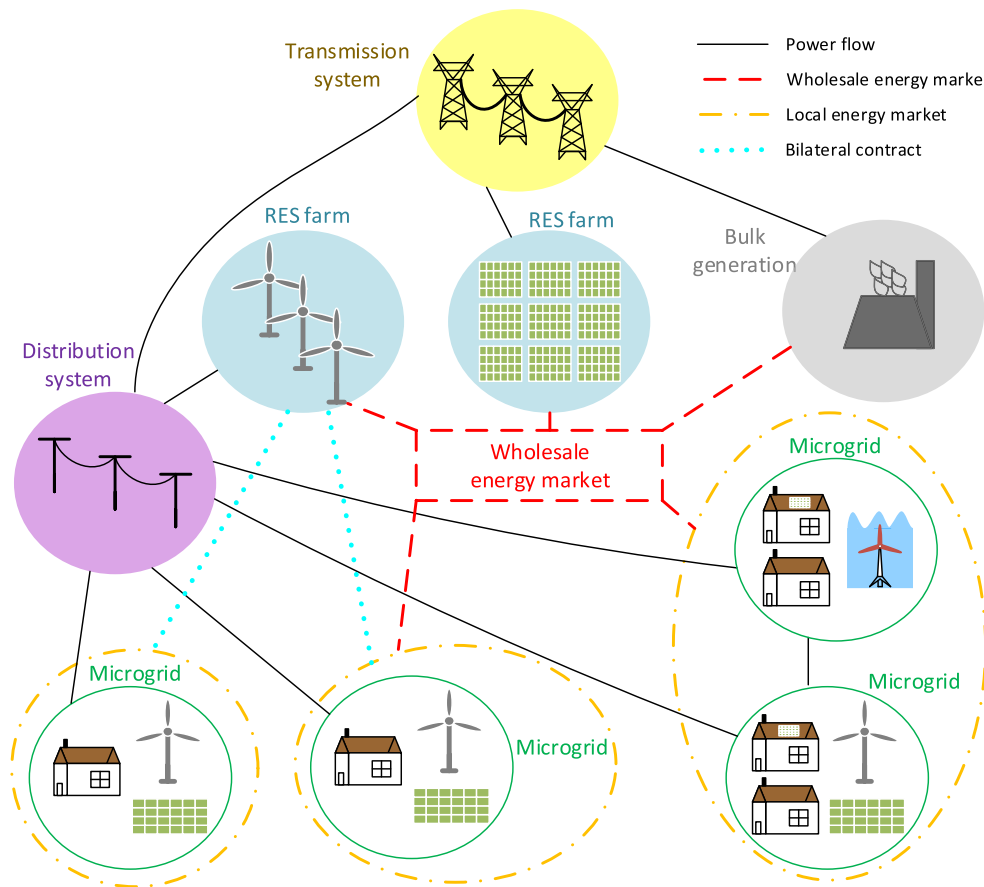 Transmission
system
Power flow
Wholesale energy marke
Local energy market
Bilateral contract
RES farm
RES farm
Bulk
generation
Distribution
system
Wholesale
energy market
Microgrid
Microgrid
Microgrid
Microgrid